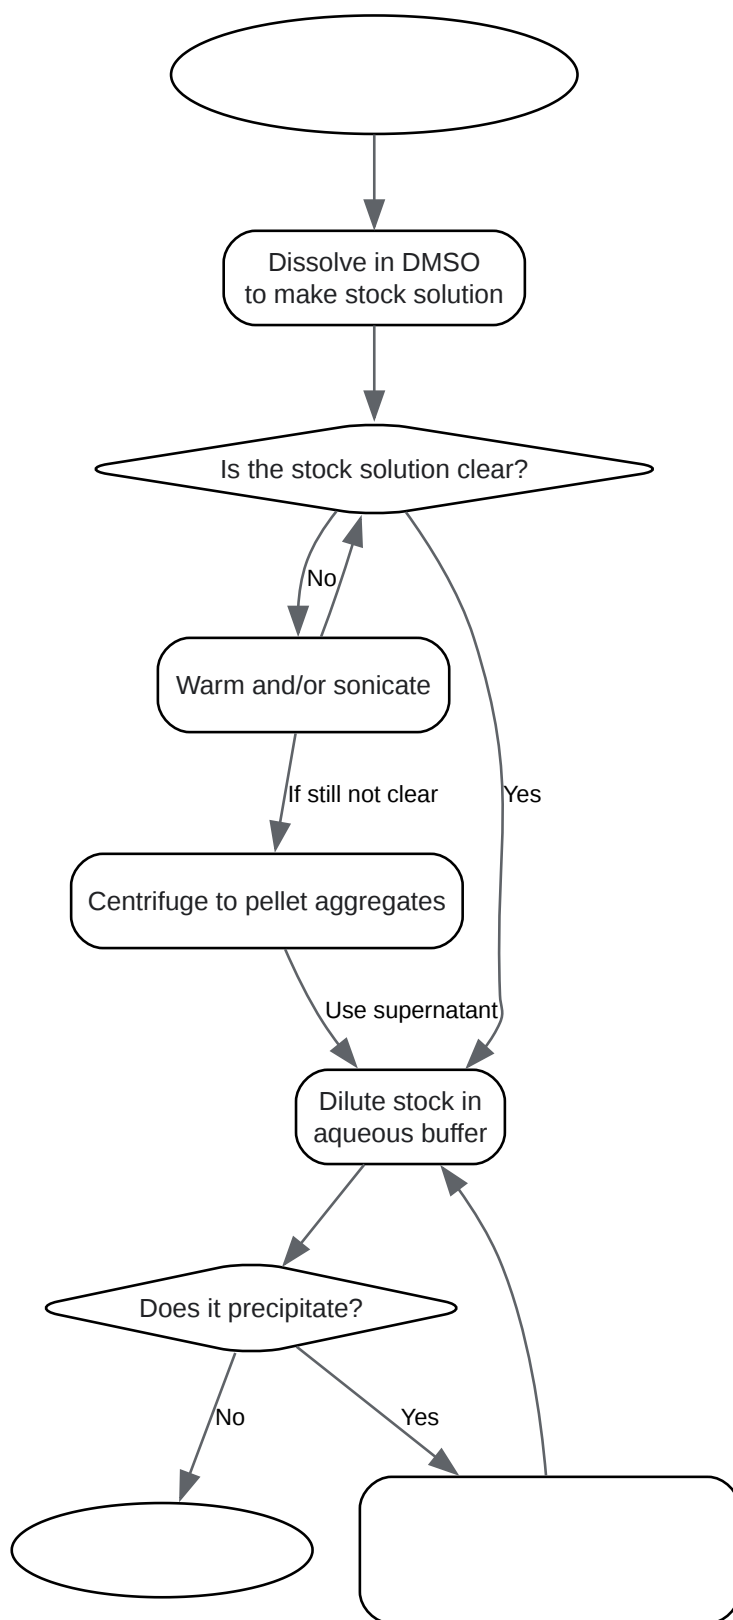 Dissolve in DMSO
to make stock solution
Is the stock solution clear?
No
Warm and/or sonicate
If still not clear
Yes
Centrifuge to pellet aggregates
Use supernatant
Dilute stock in
aqueous buffer
Does it precipitate?
No
Yes